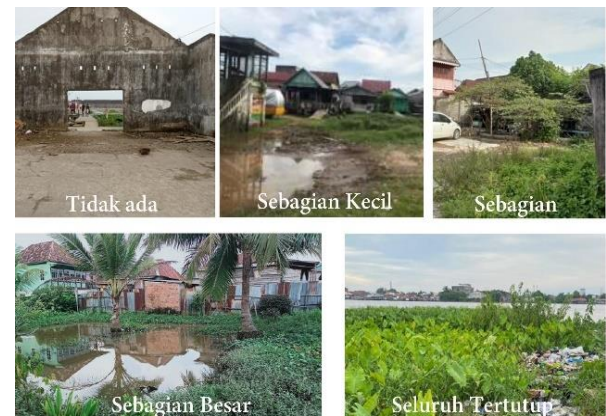 Tidak ada
Sebagian Kecil
Sebagian
Sebagian Besar
Seluruh Tertutup